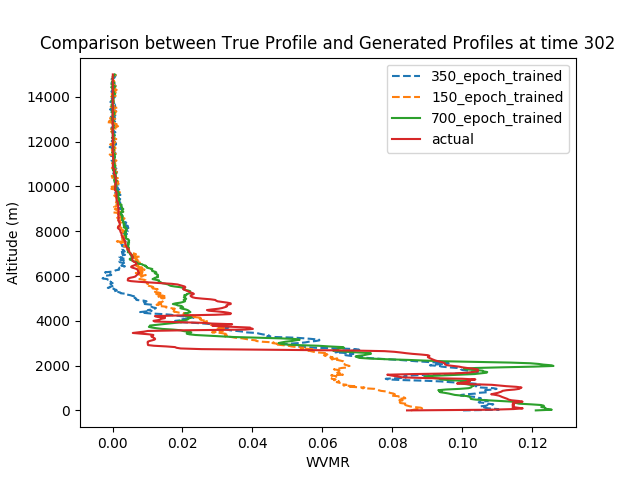 Comparison between True Profile and Generated Profiles at time 302
350_epoch_trained
150_epoch_trained
700_epoch_trained
actual
14000
12000
10000
8000
6000
4000
2000
0
Altitude (m)
0.00 0.02 0.04 0.06 0.08 0.10 0.12
WVMR